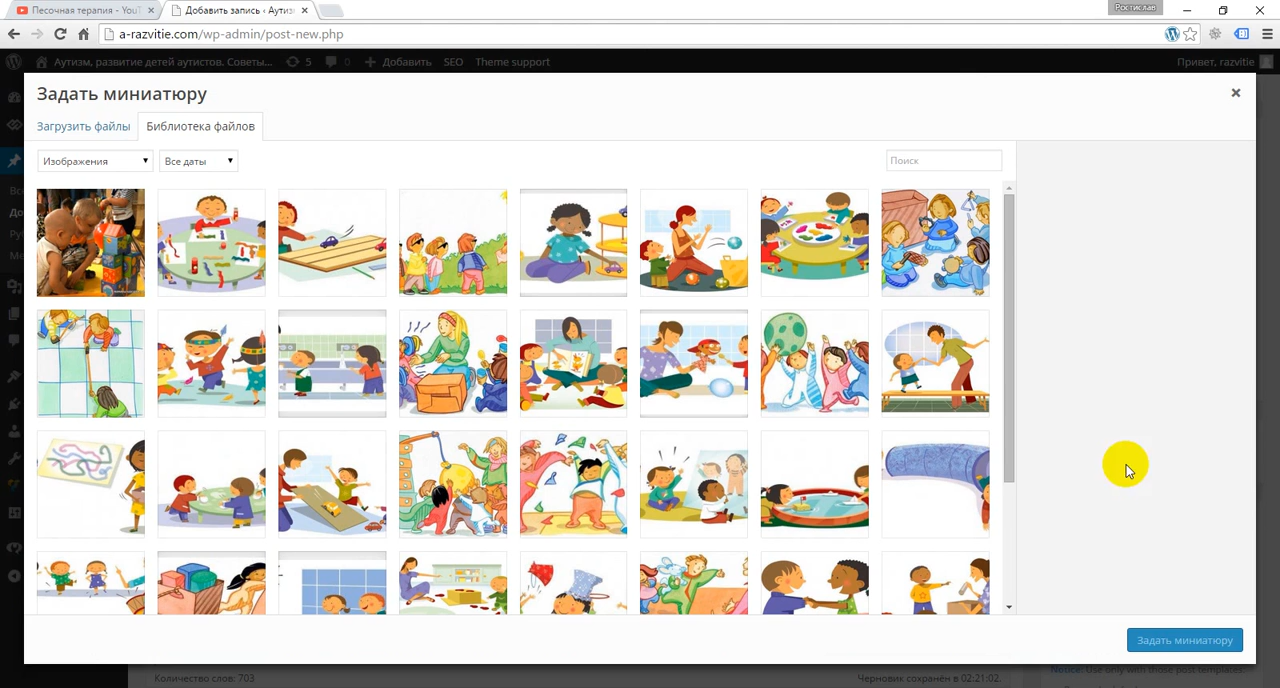 Песочная терапия - YouT
Добавить запись ‹ Аутиз
Ростислав
a-razvitie.com/wp-admin/post-new.php
Аутизм, развитие детей аутистов. Советы... 5 0 Добавить SEO Theme support Привет, razvitie
Задать миниатюру
Загрузить файлы Библиотека файлов
Изображения Все даты Поиск
Задать миниатюру
Количество слов: 703 Черновик сохранён в 02:21:02.
Notice: Use only with those post templates: